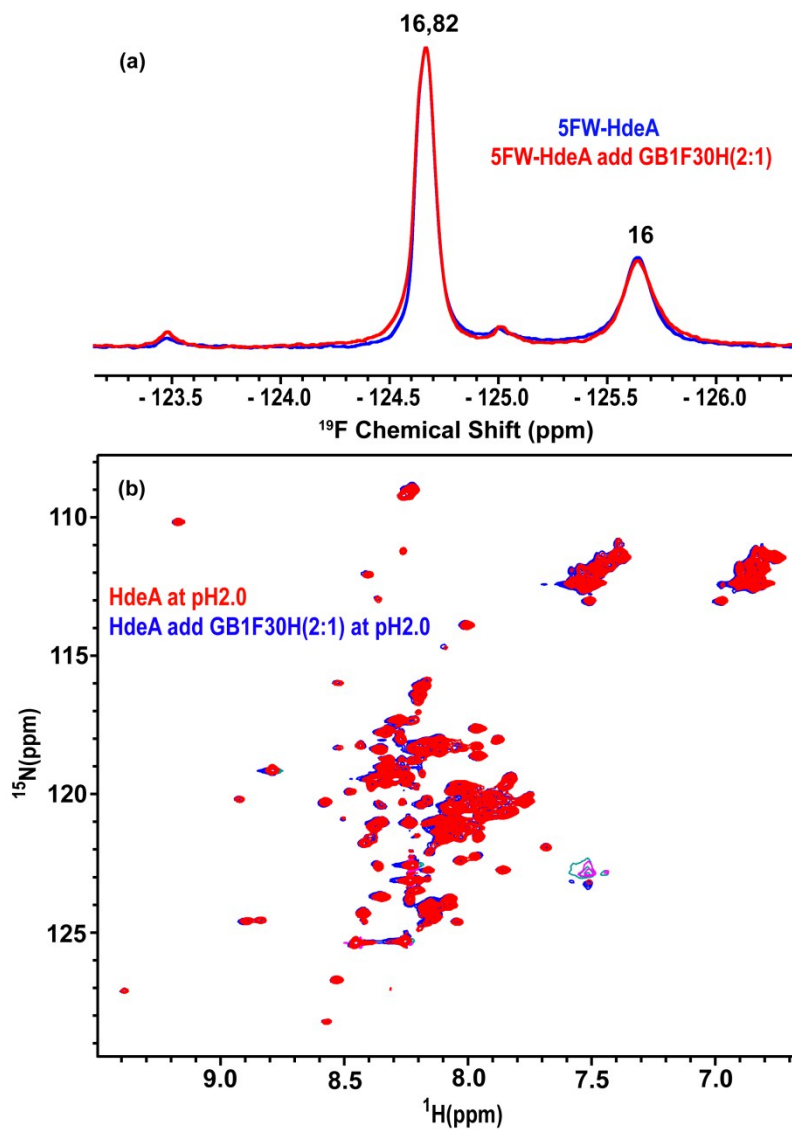 (a)
16,82
5FW-HdeA
5FW-HdeA add GB1F30H(2:1)
16
- 123.5 - 124.0 - 124.5 - 125.0 - 125.5 - 126.0
19F Chemical Shift (ppm)
(b)
HdeA at pH2.0
HdeA add GB1F30H(2:1) at pH2.0
110
115
120
125
15N(ppm)
9.0 8.5 8.0 7.5 7.0
1H(ppm)